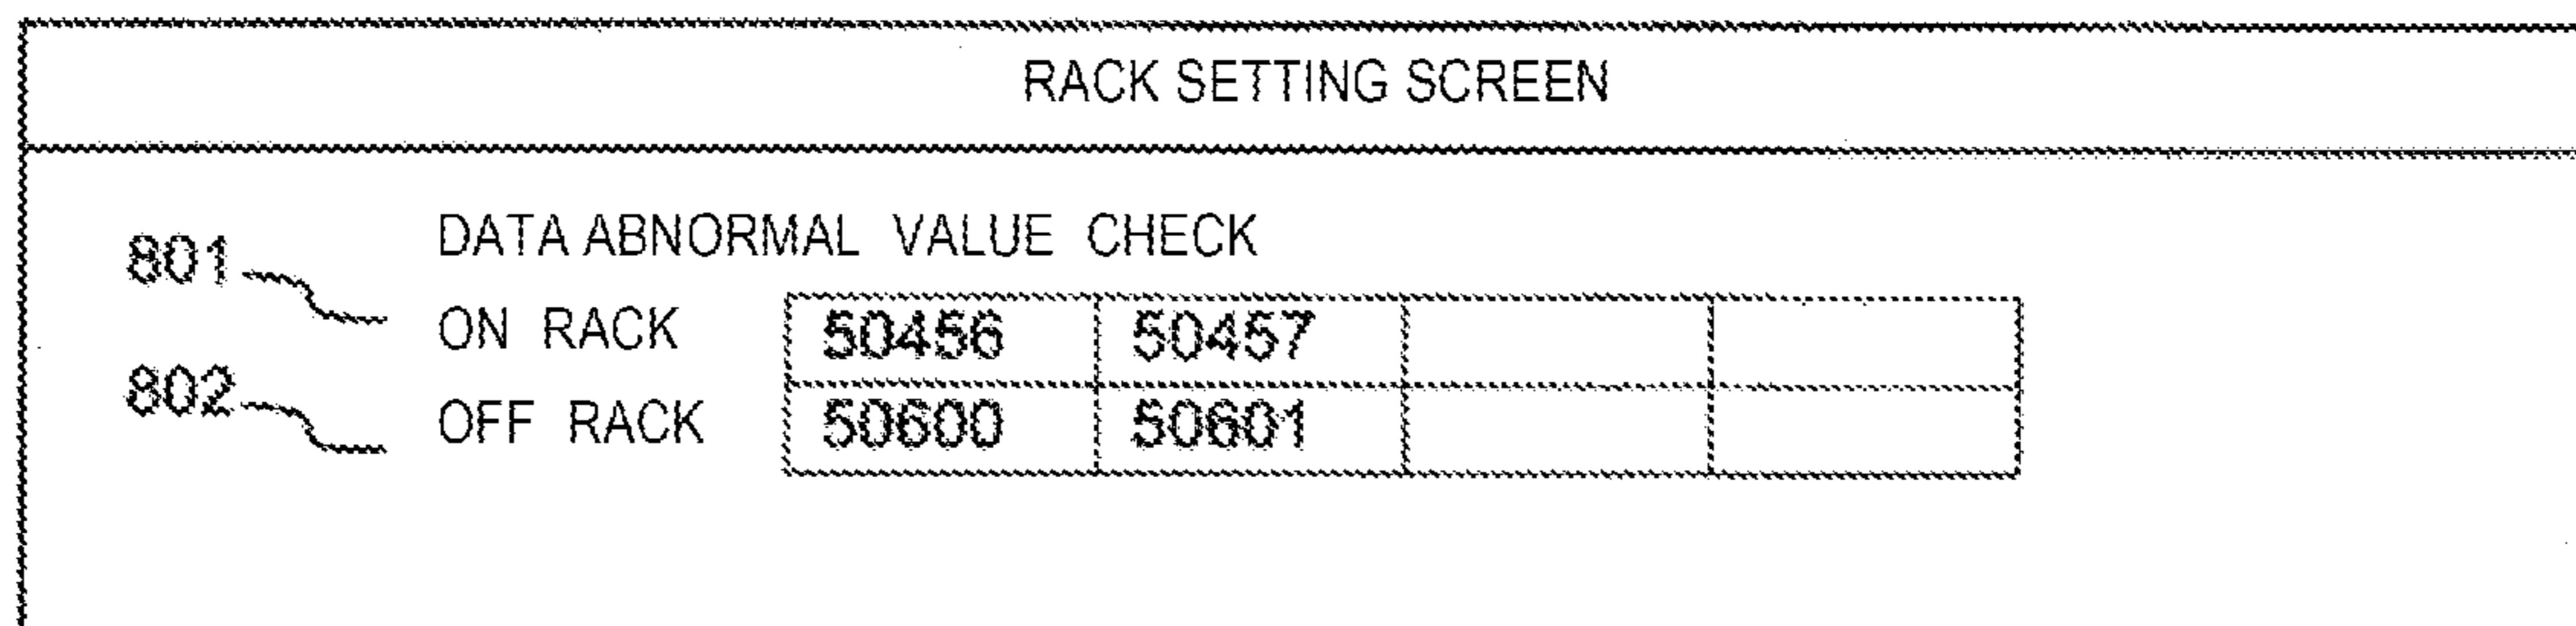 RACK SETTING SCREEN
801 DATA ABNORMAL VALUE CHECK
ON RACK 50456 50457
802 OFF RACK 50600 50601